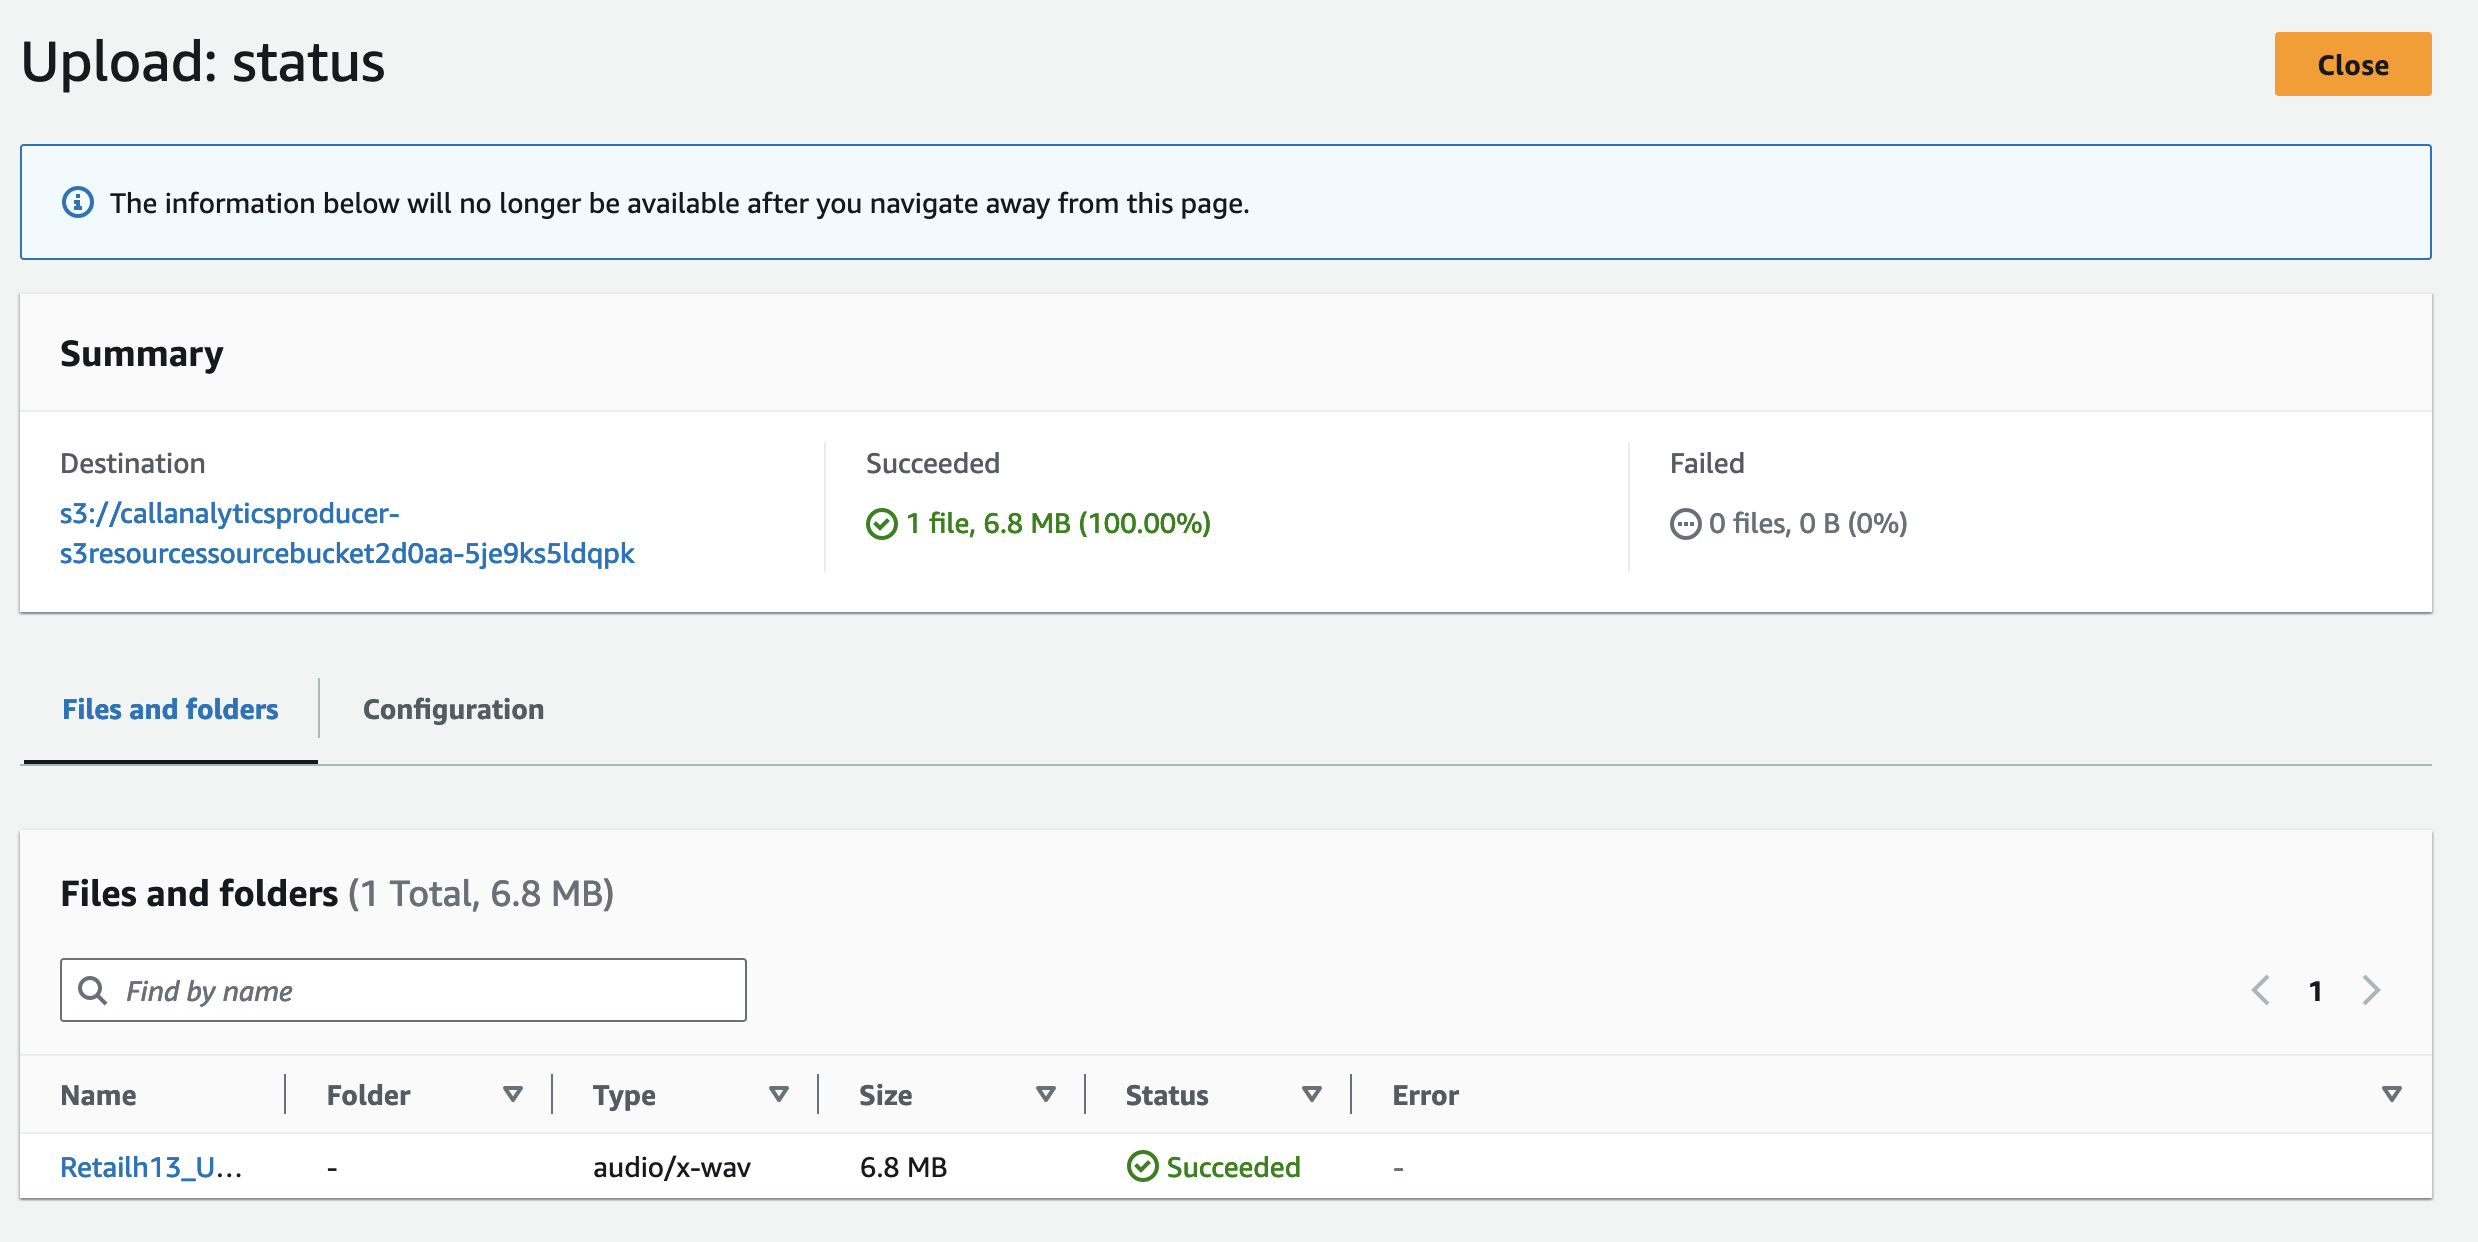 Upload: status
Close
The information below will no longer be available after you navigate away from this page.
Summary
Destination
s3://callanalyticsproducer-
s3resourcessourcebucket2d0aa-5je9ks5ldqpk
Succeeded
1 file, 6.8 MB (100.00%)
Failed
0 files, 0 B (0%)
Files and folders
Configuration
Files and folders (1 Total, 6.8 MB)
Find by name
1
Name Folder Type Size Status Error
Retailh13_U... - audio/x-wav 6.8 MB Succeeded -